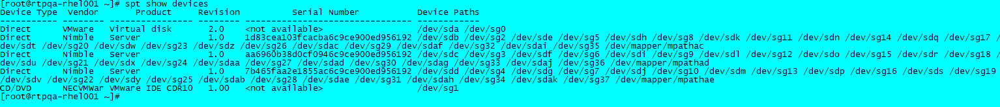 [root@rtpqa-rhel001 ~]# spt show devices
Device Type  Vendor       Product     Revision          Serial Number           Device Paths
----------- -------- ---------------- -------- -------------------------------- ------------
Direct      VMware   Virtual disk       2.0    <not available>                  /dev/sda /dev/sg0
Direct      Nimble   Server             1.0    1d83cea103fcacba6c9ce900ed956192 /dev/sdb /dev/sg2 /dev/sde /dev/sg5 /dev/sdh /dev/sg8 /dev/sdk /dev/sg11 /dev/sdn /dev/sg14 /dev/sdq /dev/sg17 /
dev/sdt /dev/sg20 /dev/sdw /dev/sg23 /dev/sdz /dev/sg26 /dev/sdac /dev/sg29 /dev/sdaf /dev/sg32 /dev/sdai /dev/sg35 /dev/mapper/mpathac
Direct      Nimble   Server             1.0    aa6960b38d0cf0946c9ce900ed956192 /dev/sdc /dev/sg3 /dev/sdf /dev/sg6 /dev/sdi /dev/sg9 /dev/sdl /dev/sg12 /dev/sdo /dev/sg15 /dev/sdr /dev/sg18 /
dev/sdu /dev/sg21 /dev/sdx /dev/sg24 /dev/sdaa /dev/sg27 /dev/sdad /dev/sg30 /dev/sdag /dev/sg33 /dev/sdaj /dev/sg36 /dev/mapper/mpathad
Direct      Nimble   Server             1.0    7b465faa2e1855ac6c9ce900ed956192 /dev/sdd /dev/sg4 /dev/sdg /dev/sg7 /dev/sdj /dev/sg10 /dev/sdm /dev/sg13 /dev/sdp /dev/sg16 /dev/sds /dev/sg19
/dev/sdv /dev/sg22 /dev/sdy /dev/sg25 /dev/sdab /dev/sg28 /dev/sdae /dev/sg31 /dev/sdah /dev/sg34 /dev/sdak /dev/sg37 /dev/mapper/mpathae
CD/DVD      NECVMWar VMware IDE CDR10   1.00   <not available>                  /dev/sg1
[root@rtpqa-rhel001 ~]#